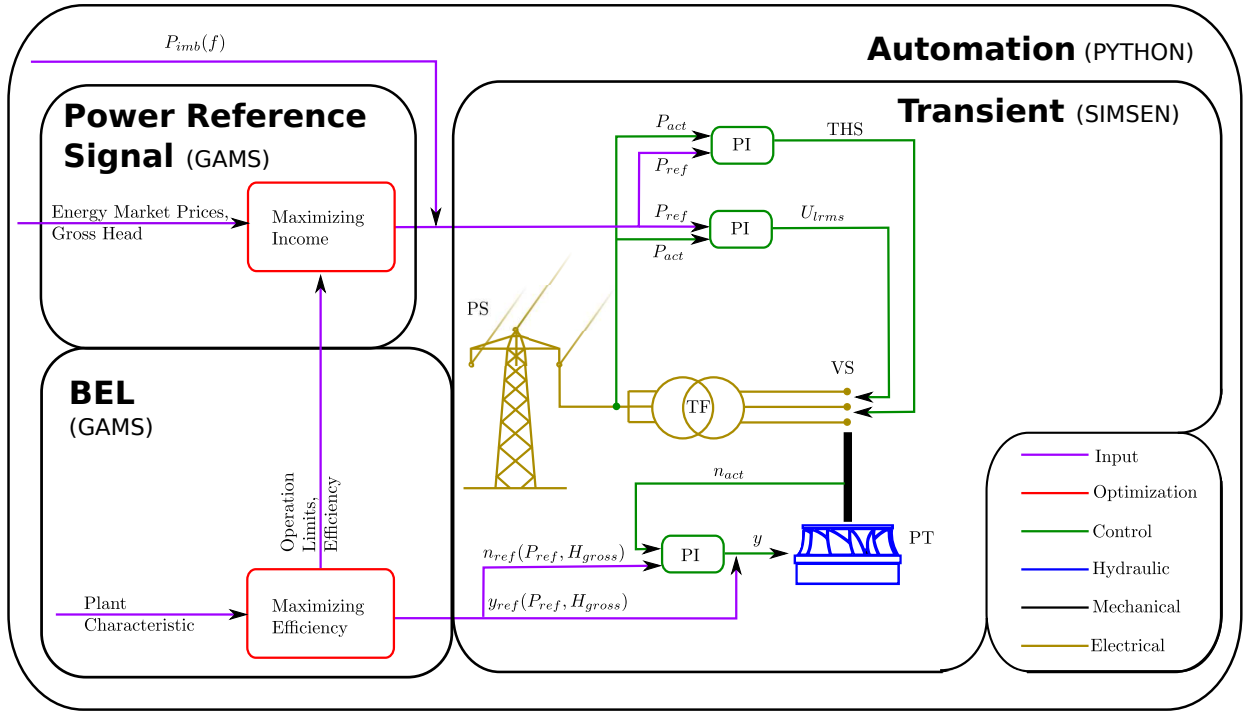 Automation (PYTHON)
P_imb(f)
Power Reference
Signal (GAMS)
Energy Market Prices,
Gross Head
Maximizing
Income
Transient (SIMSEN)
P_act
PI
THS
P_ref
P_ref
PI
U_lrms
P_act
PS
TF
VS
BEL
(GAMS)
Operation
Limits,
Efficiency
Plant
Characteristic
Maximizing
Efficiency
n_act
n_ref(P_ref, H_gross)
PI
y
y_ref(P_ref, H_gross)
PT
Input
Optimization
Control
Hydraulic
Mechanical
Electrical